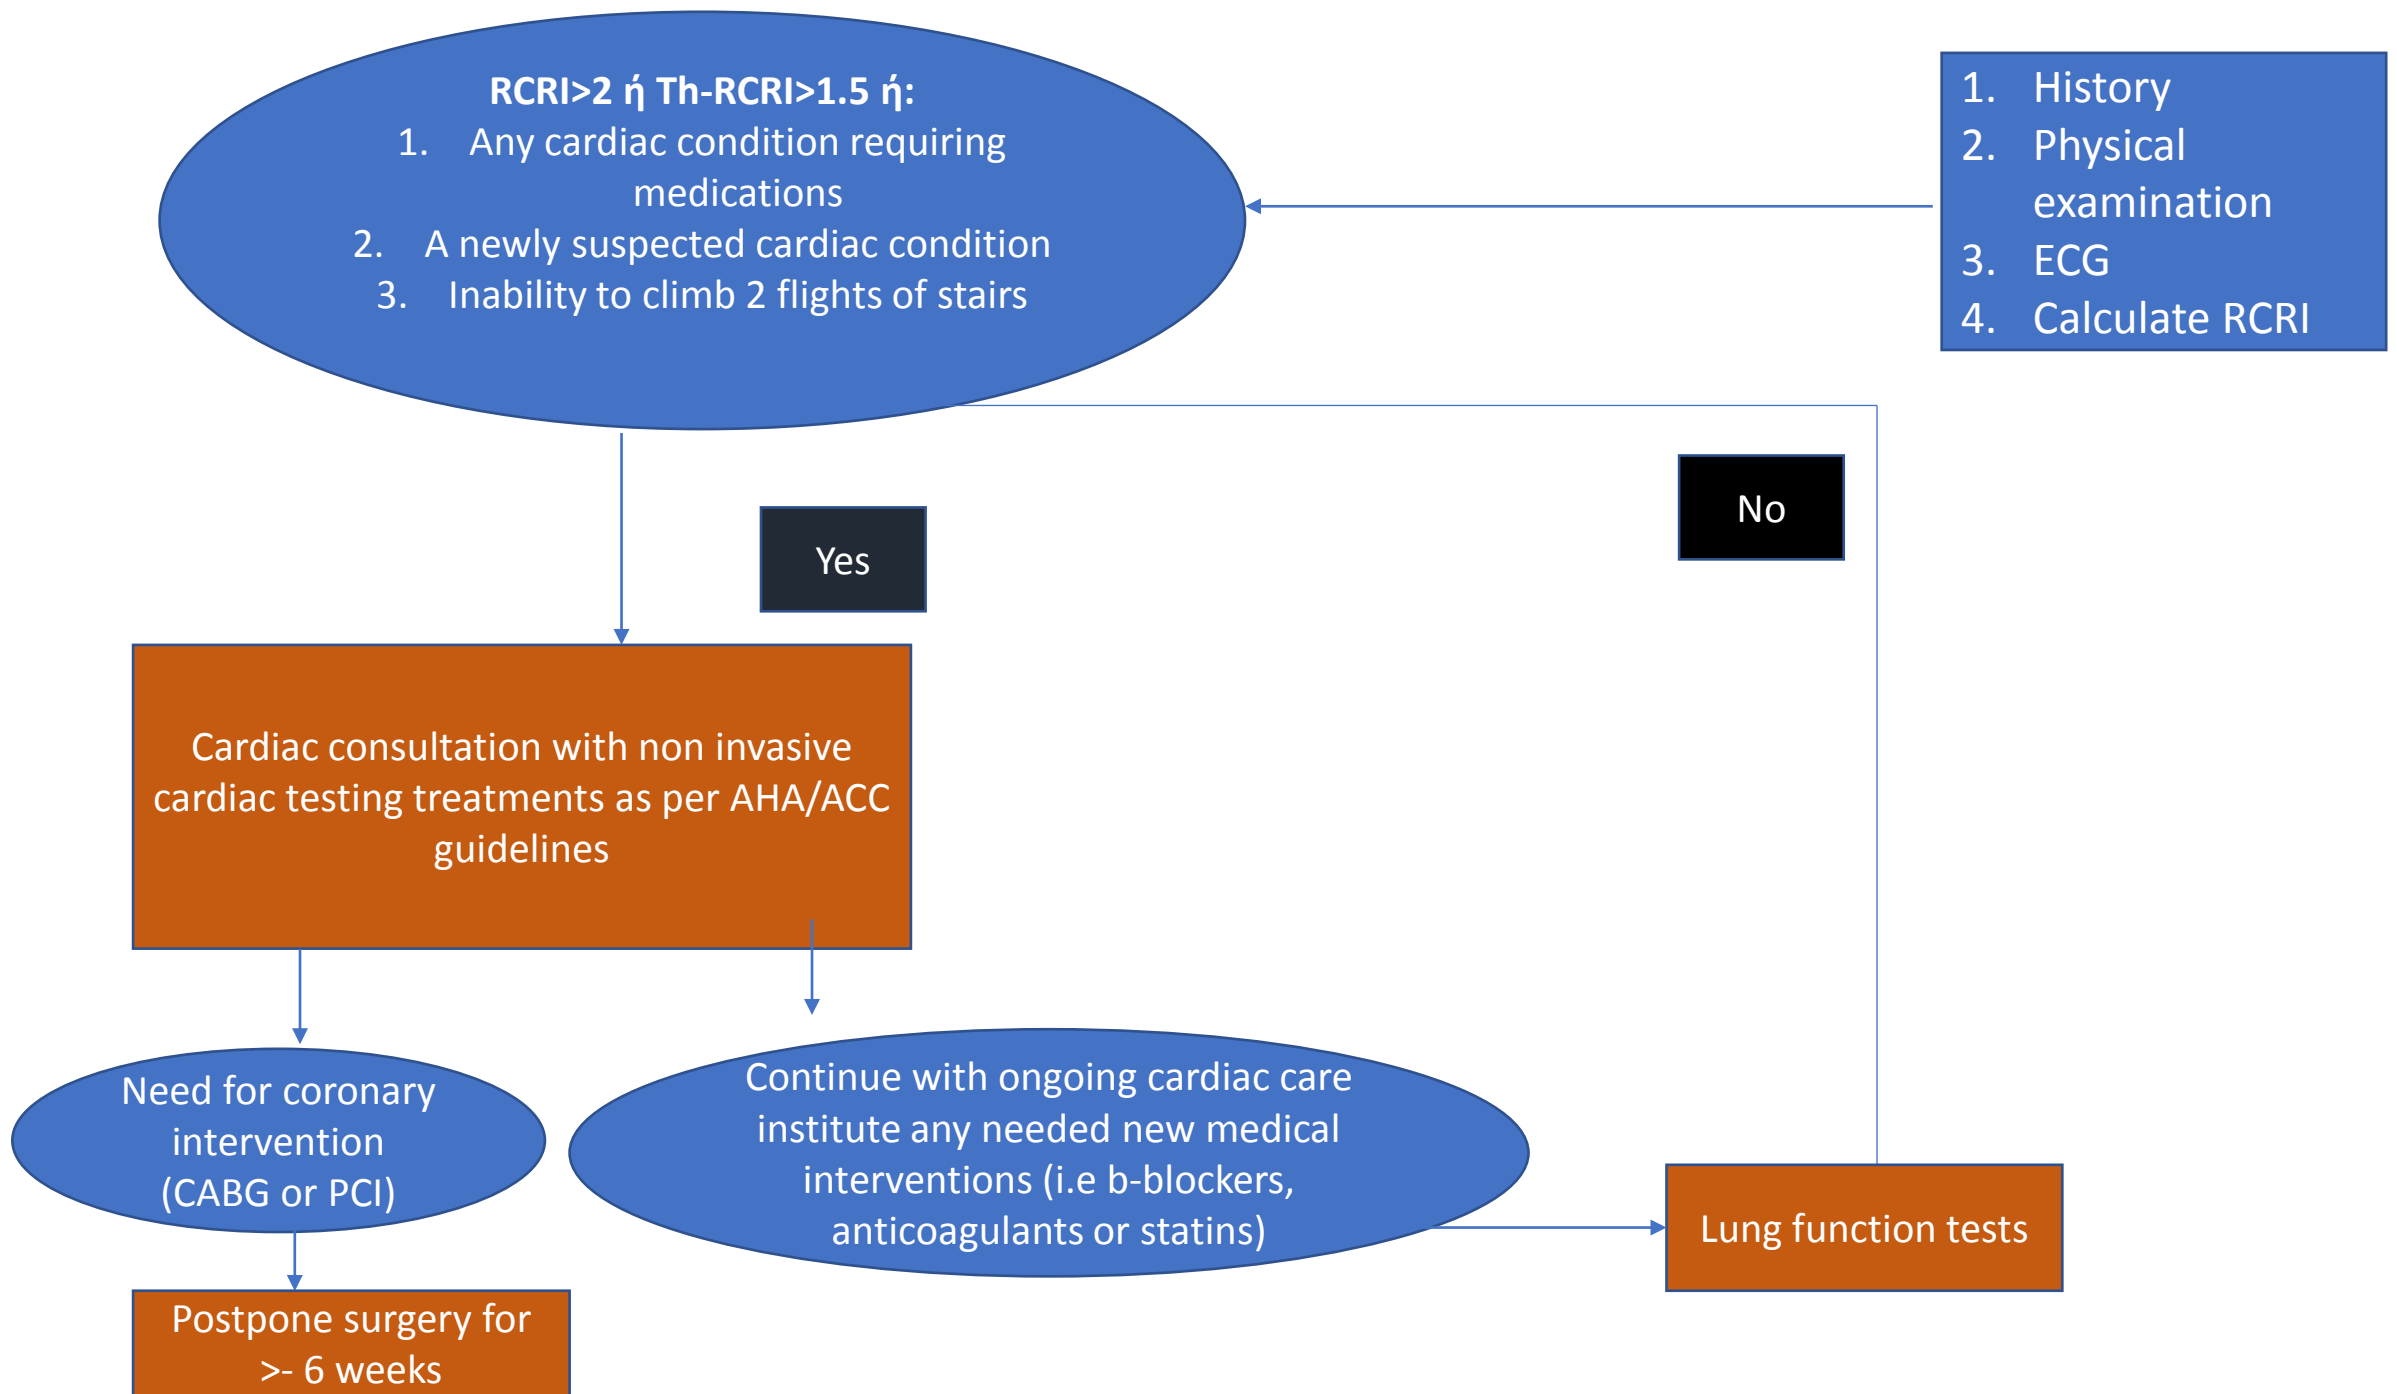 RCRI>2 ή Th-RCRI>1.5 ή:
1. Any cardiac condition requiring
medications
2. A newly suspected cardiac condition
3. Inability to climb 2 flights of stairs
1. History
2. Physical
examination
3. ECG
4. Calculate RCRI
No
Yes
Cardiac consultation with non invasive
cardiac testing treatments as per AHA/ACC
guidelines
Need for coronary
intervention
(CABG or PCI)
Continue with ongoing cardiac care
institute any needed new medical
interventions (i.e b-blockers,
anticoagulants or statins)
Lung function tests
Postpone surgery for
>- 6 weeks